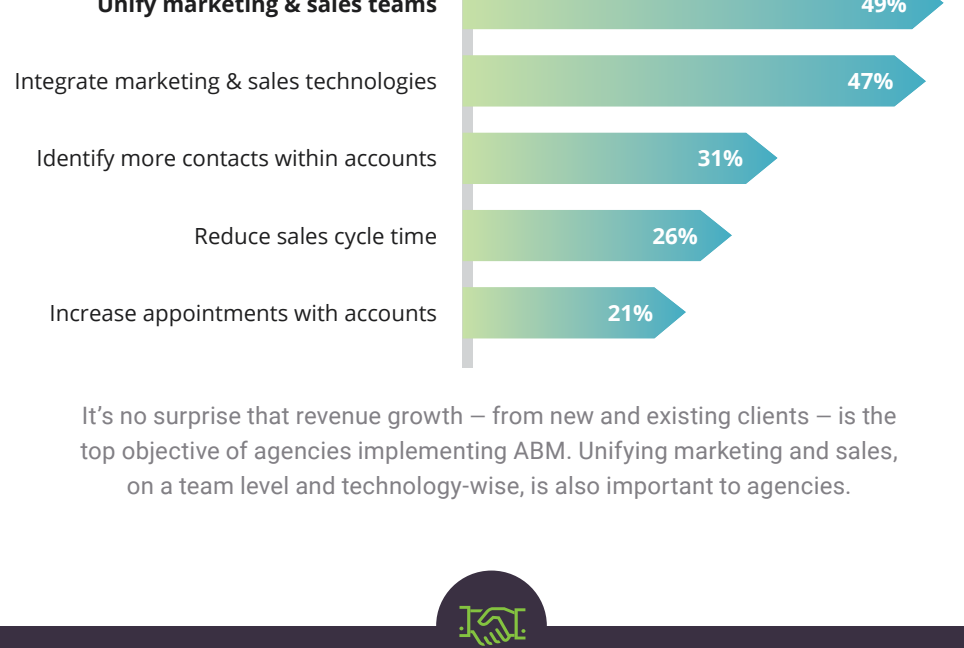 Unify marketing & sales teams 49%
Integrate marketing & sales technologies 47%
Identify more contacts within accounts 31%
Reduce sales cycle time 26%
Increase appointments with accounts 21%
It’s no surprise that revenue growth — from new and existing clients — is the
top objective of agencies implementing ABM. Unifying marketing and sales,
on a team level and technology-wise, is also important to agencies.